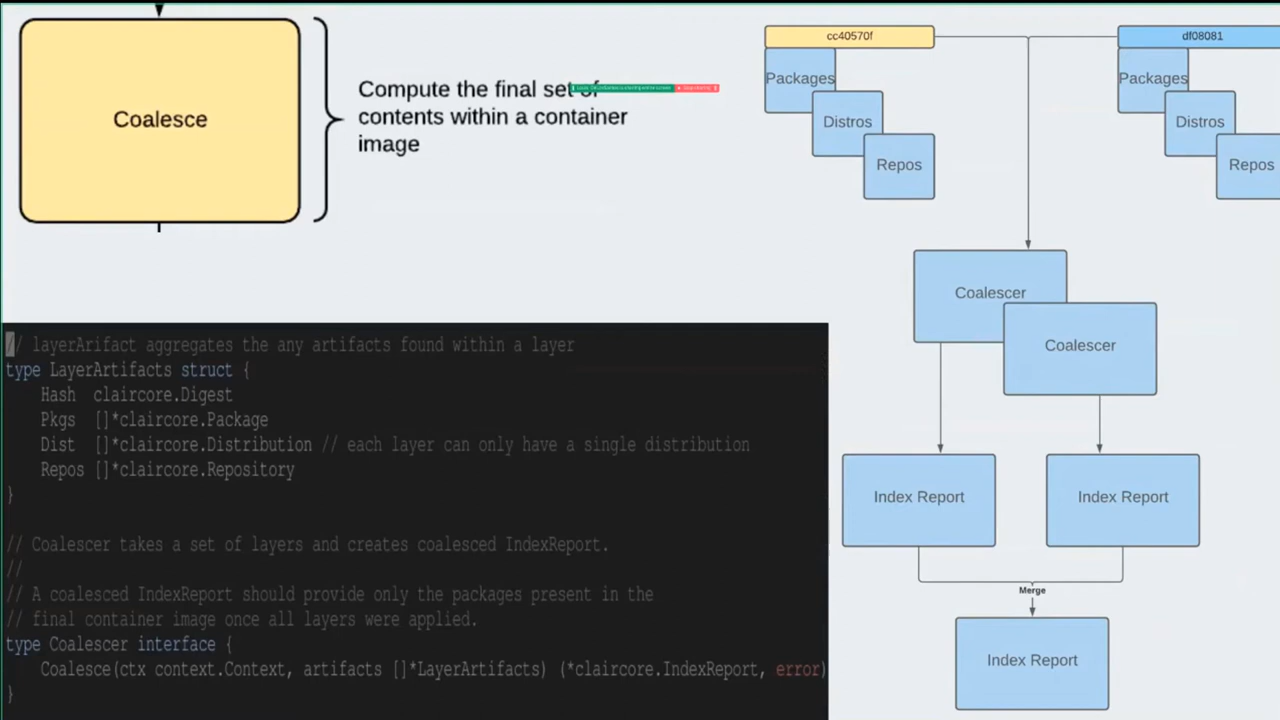 Coalesce
Compute the final set of
contents within a container
image
cc40570f
Packages
Distros
Repos
df08081
Packages
Distros
Repos
Coalescer
Coalescer
Index Report
Index Report
Merge
Index Report
// layerArifact aggregates the any artifacts found within a layer
type LayerArtifacts struct {
Hash claircore.Digest
Pkgs []*claircore.Package
Dist []*claircore.Distribution // each layer can only have a single distribution
Repos []*claircore.Repository
}
// Coalescer takes a set of layers and creates coalesced IndexReport.
//
// A coalesced IndexReport should provide only the packages present in the
// final container image once all layers were applied.
type Coalescer interface {
Coalesce(ctx context.Context, artifacts []*LayerArtifacts) (*claircore.IndexReport, error)
}